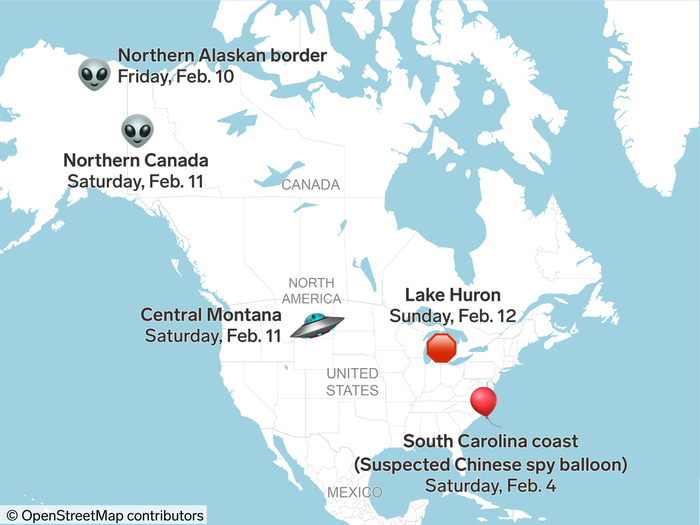 Northern Alaskan border
Friday, Feb. 10
Northern Canada
Saturday, Feb. 11
CANADA
NORTH
AMERICA
Central Montana
Saturday, Feb. 11
Lake Huron
Sunday, Feb. 12
UNITED
STATES
South Carolina coast
(Suspected Chinese spy balloon)
Saturday, Feb. 4
MEXICO
© OpenStreetMap contributors